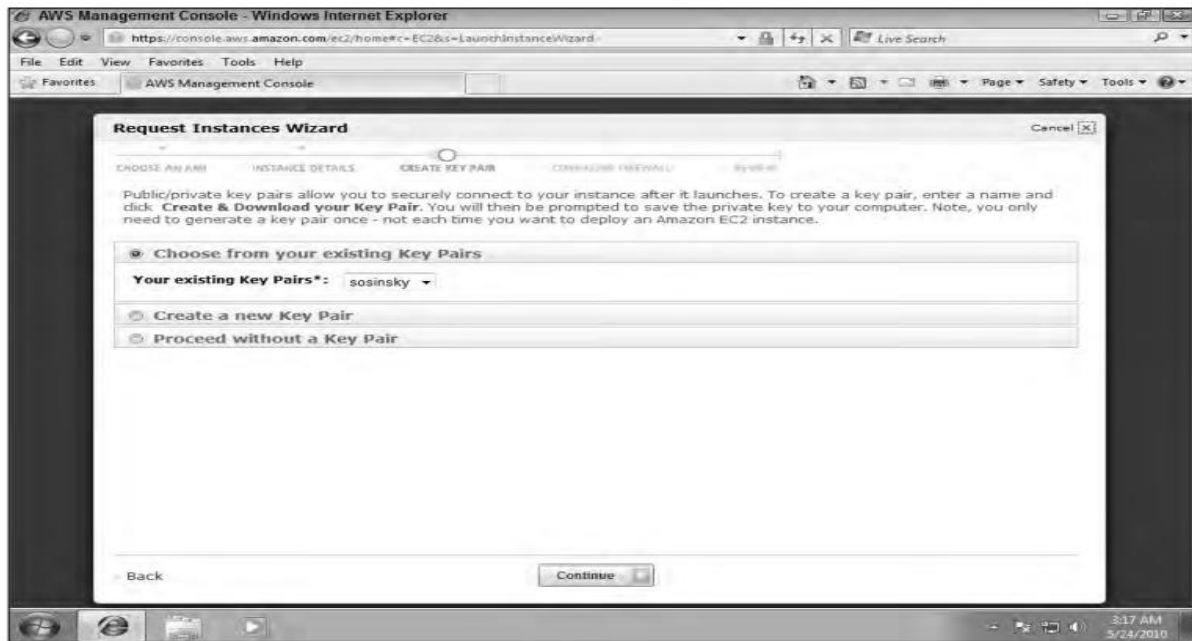 AWS Management Console - Windows Internet Explorer
https://console.aws.amazon.com/ec2/home#c=EC2&s=LaunchInstanceWizard
Live Search
File Edit View Favorites Tools Help
Favorites AWS Management Console Page Safety Tools
Request Instances Wizard Cancel
CHOOSE AN AMI INSTANCE DETAILS CREATE KEY PAIR CONFIGURE FIREWALL REVIEW
Public/private key pairs allow you to securely connect to your instance after it launches. To create a key pair, enter a name and
click Create & Download your Key Pair. You will then be prompted to save the private key to your computer. Note, you only
need to generate a key pair once - not each time you want to deploy an Amazon EC2 instance.
Choose from your existing Key Pairs
Your existing Key Pairs*: sosinsky
Create a new Key Pair
Proceed without a Key Pair
Back Continue
3:17 AM
5/24/2010